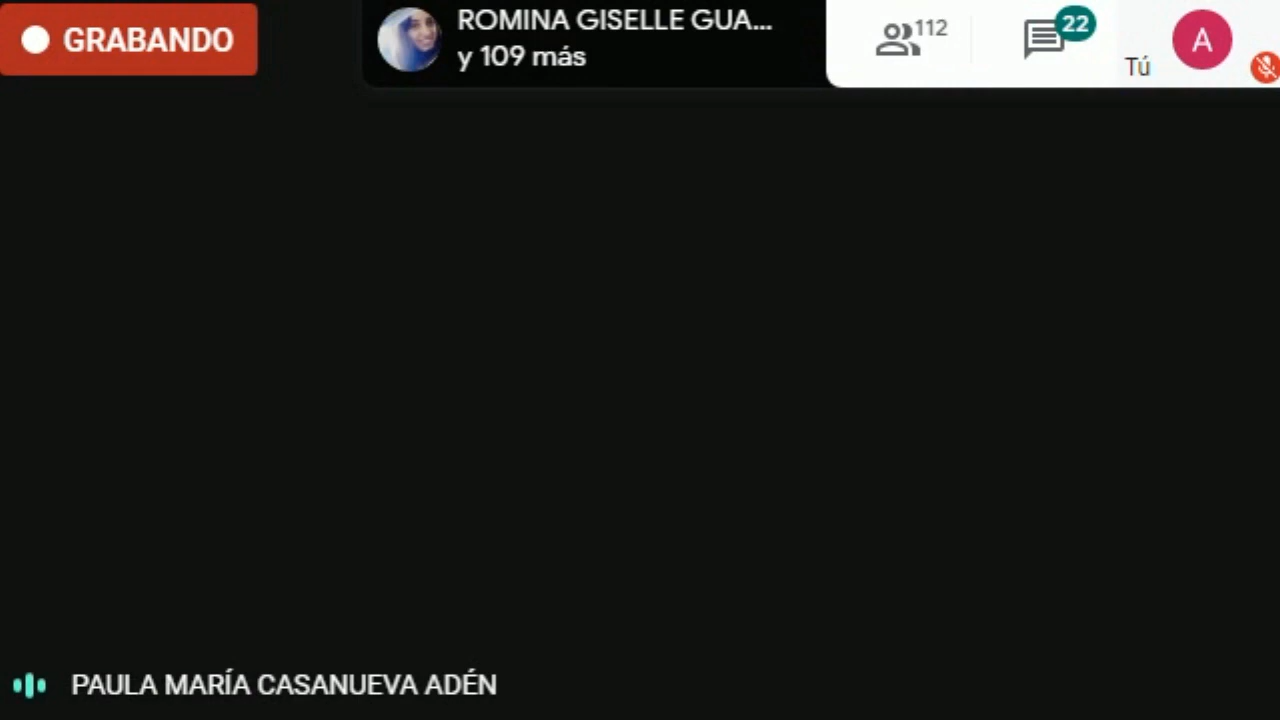 GRABANDO
ROMINA GISELLE GUA...
y 109 más
112
22
Tú
A
PAULA MARÍA CASANUEVA ADÉN